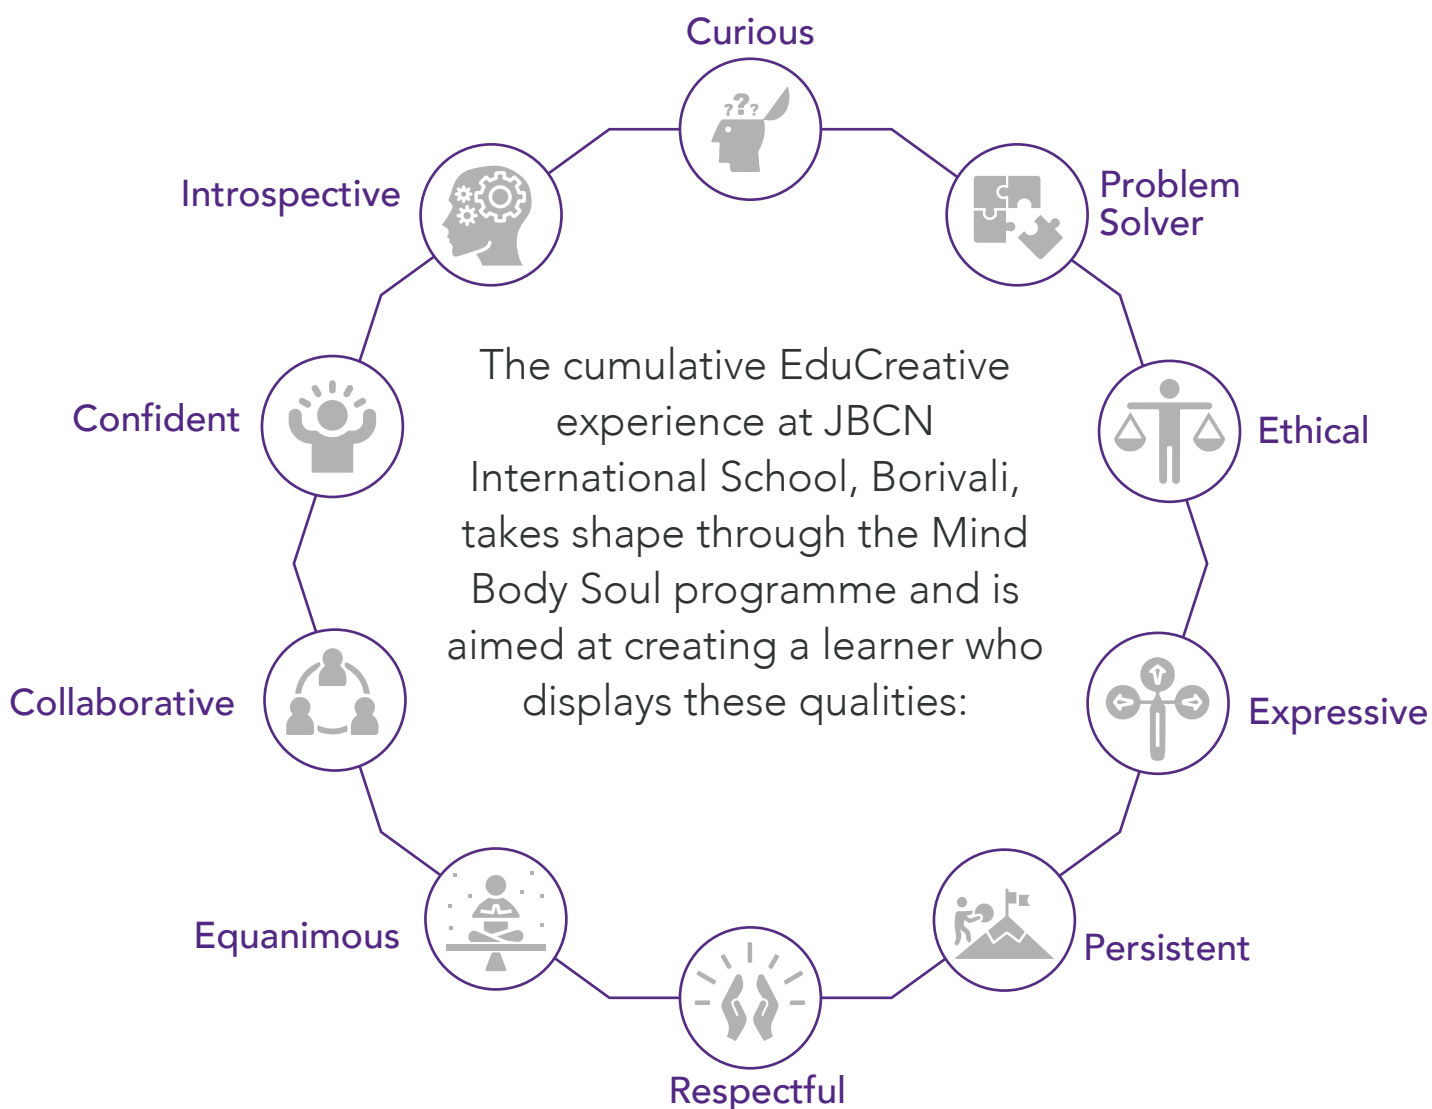 Curious
Problem
Solver
Introspective
The cumulative EduCreative
experience at JBCN
International School, Borivali,
takes shape through the Mind
Body Soul programme and is
aimed at creating a learner who
displays these qualities:
Confident
Ethical
Collaborative
Expressive
Equanimous
Persistent
Respectful